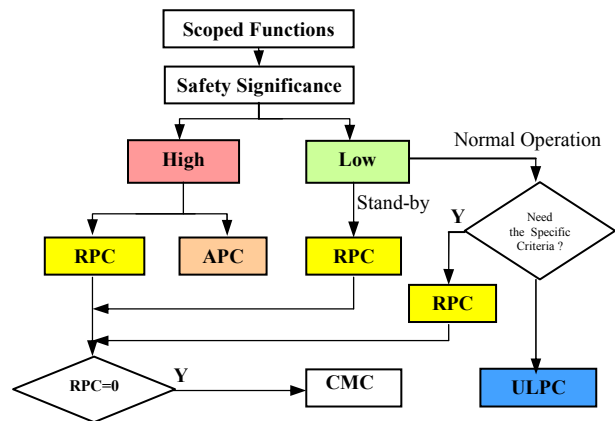 Scoped Functions
Safety Significance
Normal Operation
High
Low
Stand-by
Y
Need
the Specific
Criteria ?
RPC
APC
RPC
RPC
RPC=0
Y
CMC
ULPC